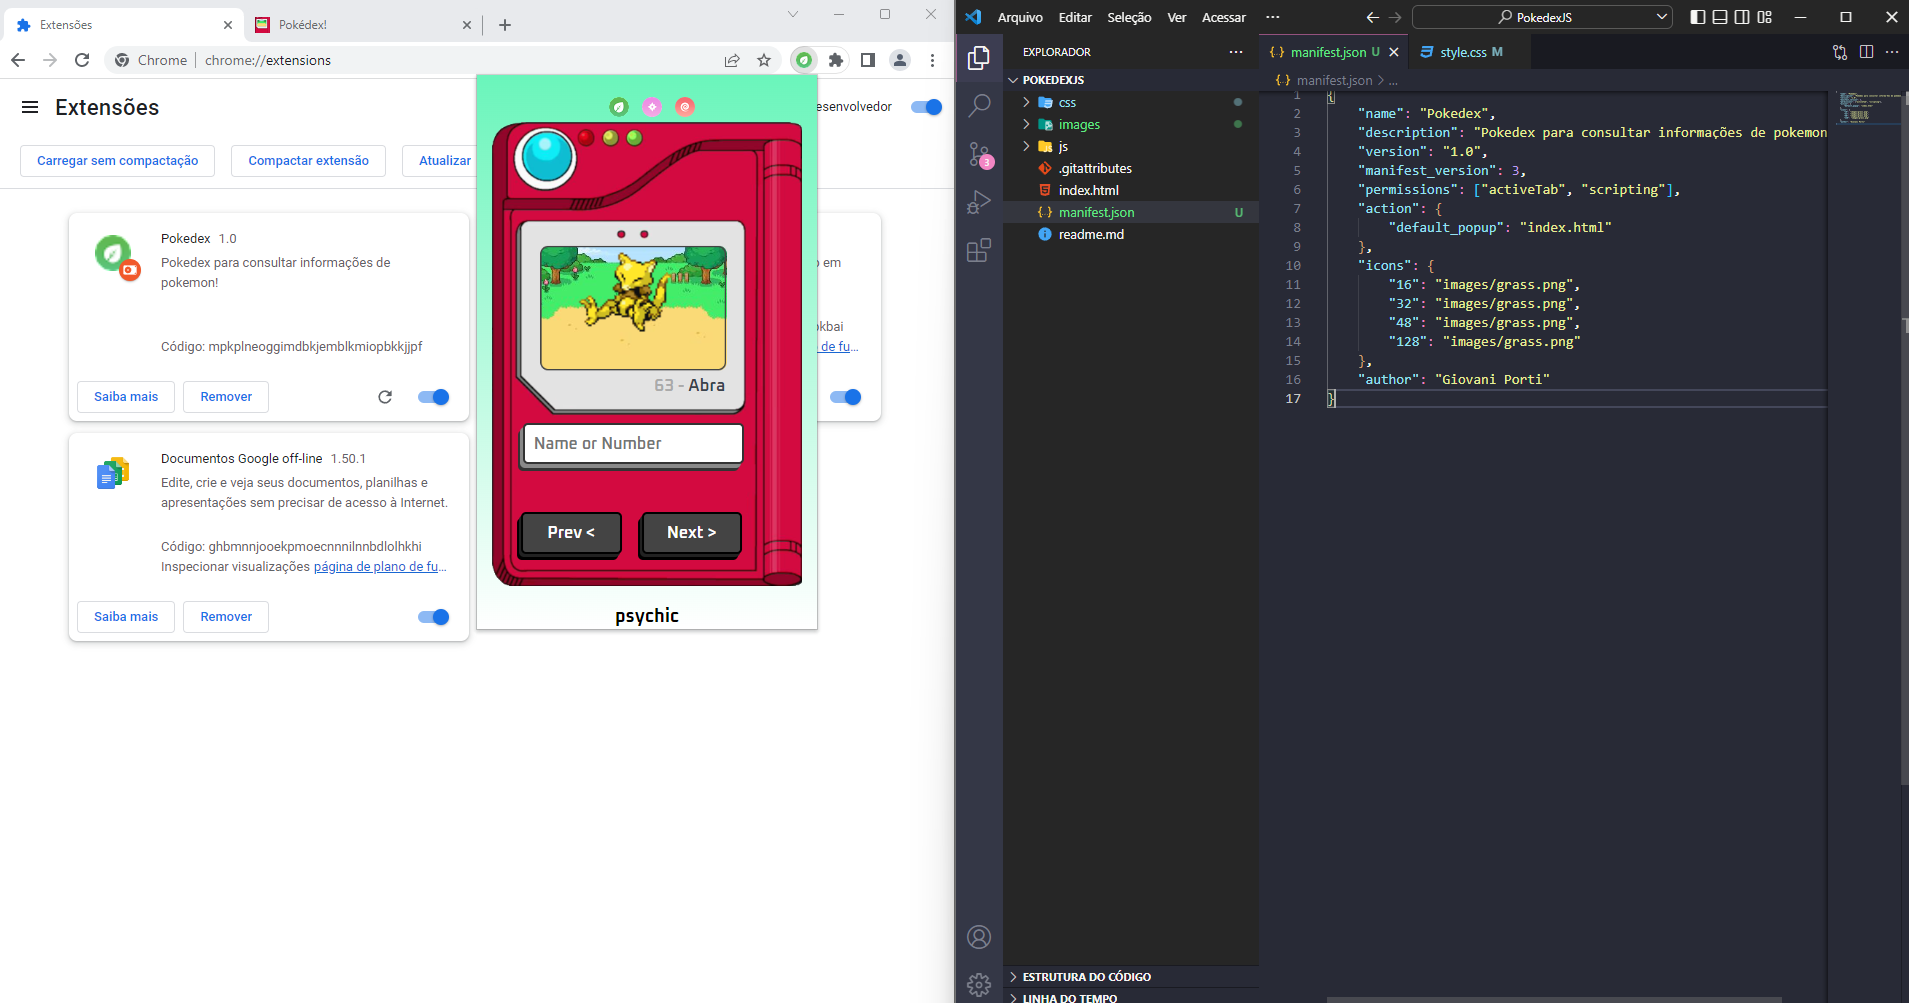 Extensões
Pokédex!
Chrome
chrome://extensions
Extensões
esenvolvedor
Carregar sem compactação
Compactar extensão
Atualizar
Pokedex 1.0
Pokedex para consultar informações de
pokemon!
Código: mpkplneoggimdbkjemblkmiopbkkjjpf
Saiba mais
Remover
em
okbai
de fu...
Documentos Google off-line 1.50.1
Edite, crie e veja seus documentos, planilhas e
apresentações sem precisar de acesso à Internet.
Código: ghbmnnjooekpmoecnnnilnnbdlolhkhi
Inspecionar visualizações página de plano de fu...
Saiba mais
Remover
63 - Abra
Name or Number
Prev <
Next >
psychic
Arquivo Editar Seleção Ver Acessar ...
PokedexJS
EXPLORADOR
POKEDEXJS
css
images
js
.gitattributes
index.html
manifest.json U
readme.md
3
ESTRUTURA DO CÓDIGO
LINHA DO TEMPO
manifest.json U
style.css M
manifest.json > ...
1 {
2 "name": "Pokedex",
3 "description": "Pokedex para consultar informações de pokemon
4 "version": "1.0",
5 "manifest_version": 3,
6 "permissions": ["activeTab", "scripting"],
7 "action": {
8 "default_popup": "index.html"
9 },
10 "icons": {
11 "16": "images/grass.png",
12 "32": "images/grass.png",
13 "48": "images/grass.png",
14 "128": "images/grass.png"
15 },
16 "author": "Giovani Porti"
17 }